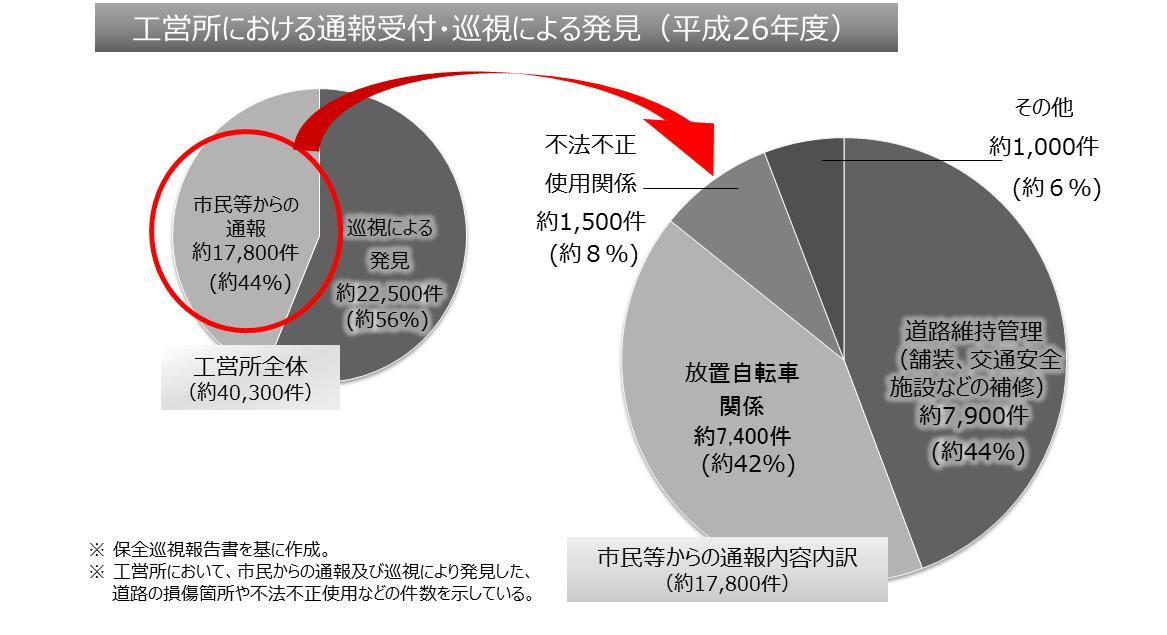 工営所における通報受付・巡視による発見（平成26年度）
市民等からの
通報
約17,800件
(約44%)
巡視による
発見
約22,500件
(約56%)
工営所全体
（約40,300件）
不法不正
使用関係
約1,500件
(約８%)
その他
約1,000件
(約６%)
道路維持管理
（舗装、交通安全
施設などの補修）
約7,900件
(約44%)
放置自転車
関係
約7,400件
(約42%)
市民等からの通報内容内訳
（約17,800件）
※ 保全巡視報告書を基に作成。
※ 工営所において、市民からの通報及び巡視により発見した、
道路の損傷箇所や不法不正使用などの件数を示している。